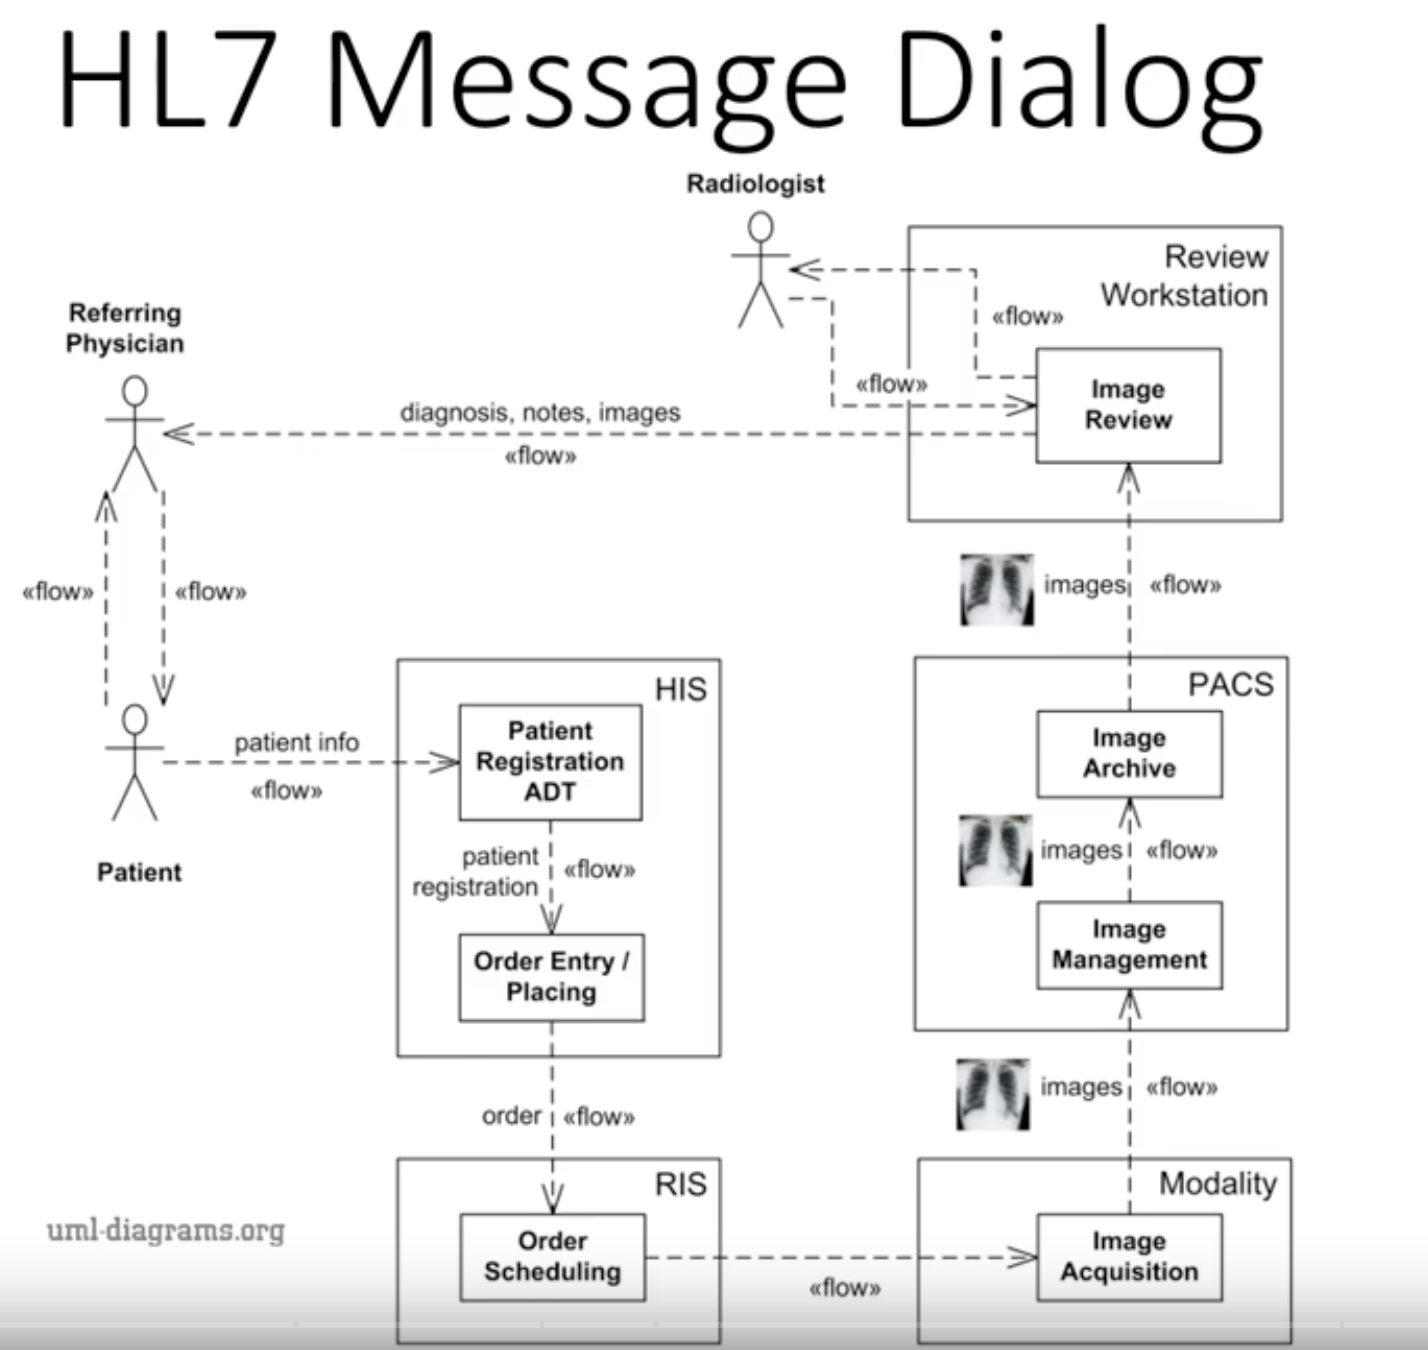 HL7 Message Dialog
Radiologist
Review
Workstation
«flow»
Referring
Physician
Image
Review
«flow»
diagnosis, notes, images
«flow»
images
«flow»
«flow»
«flow»
HIS
PACS
Patient
Registration
ADT
Image
Archive
patient info
«flow»
patient
registration
«flow»
images
«flow»
Patient
Order Entry /
Placing
Image
Management
order
«flow»
images
«flow»
RIS
Modality
uml-diagrams.org
Order
Scheduling
Image
Acquisition
«flow»